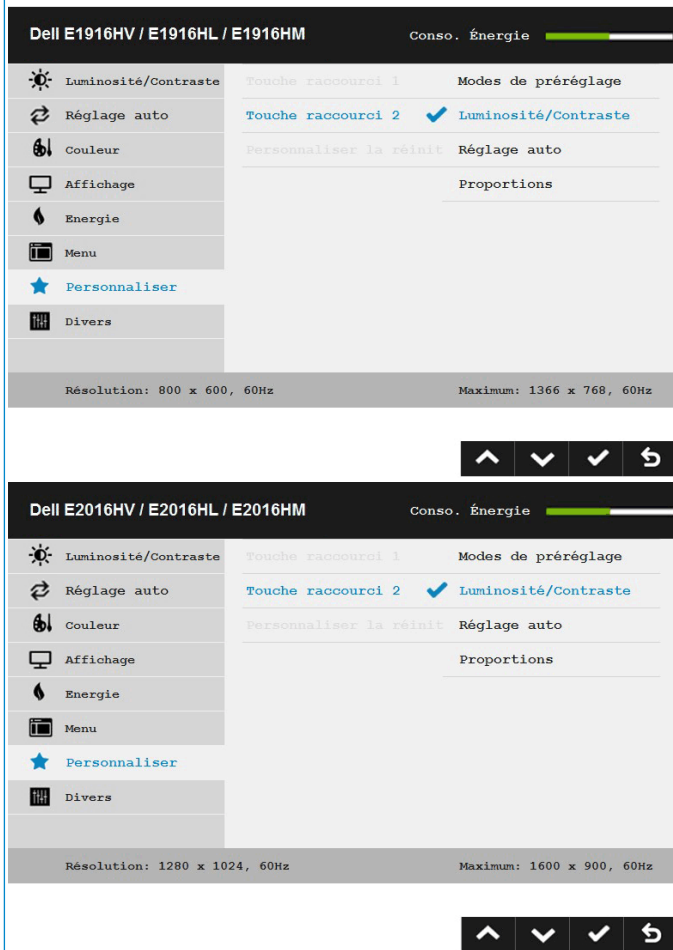 Dell E1916HV / E1916HL / E1916HM Conso. Énergie
Luminosité/Contraste Touche raccourci 1 Modes de préréglage
Réglage auto Touche raccourci 2 Luminosité/Contraste
Couleur Personnaliser la réinit Réglage auto
Affichage Proportions
Energie
Menu
Personnaliser
Divers
Résolution: 800 x 600, 60Hz Maximum: 1366 x 768, 60Hz
Dell E2016HV / E2016HL / E2016HM Conso. Énergie
Luminosité/Contraste Touche raccourci 1 Modes de préréglage
Réglage auto Touche raccourci 2 Luminosité/Contraste
Couleur Personnaliser la réinit Réglage auto
Affichage Proportions
Energie
Menu
Personnaliser
Divers
Résolution: 1280 x 1024, 60Hz Maximum: 1600 x 900, 60Hz